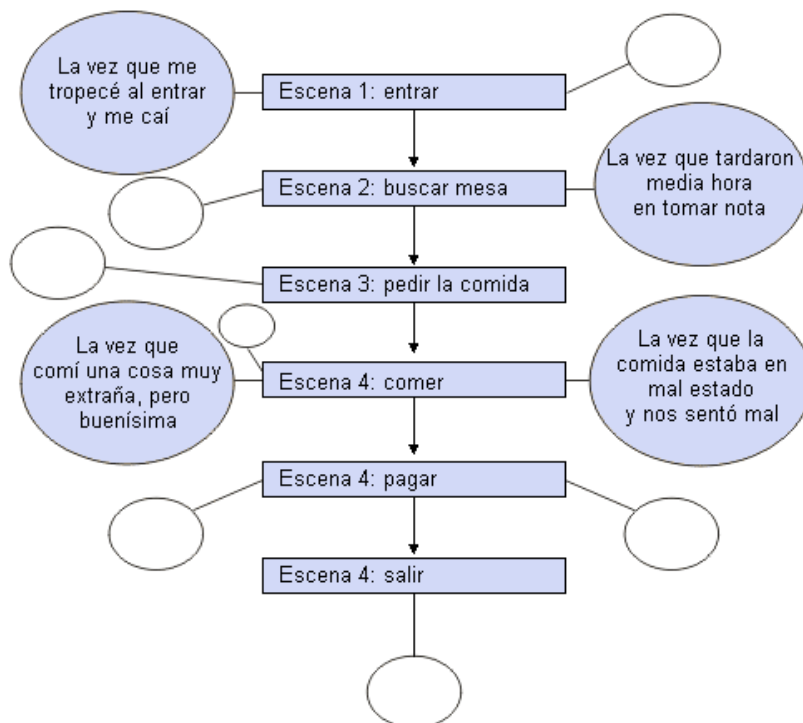 La vez que me
tropecé al entrar
y me caí
Escena 1: entrar
Escena 2: buscar mesa
La vez que tardaron
media hora
en tomar nota
Escena 3: pedir la comida
La vez que
comí una cosa muy
extraña, pero
buenísima
Escena 4: comer
La vez que la
comida estaba en
mal estado
y nos sentó mal
Escena 4: pagar
Escena 4: salir